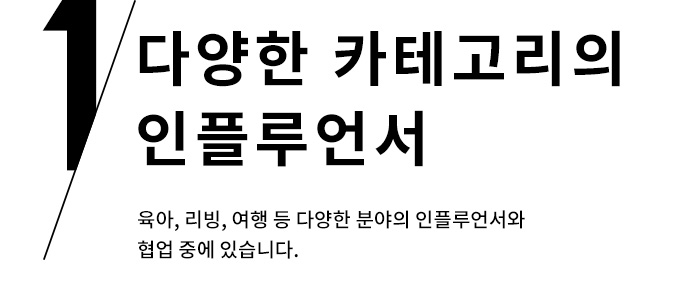 1
다양한 카테고리의
인플루언서
육아, 리빙, 여행 등 다양한 분야의 인플루언서와
협업 중에 있습니다.